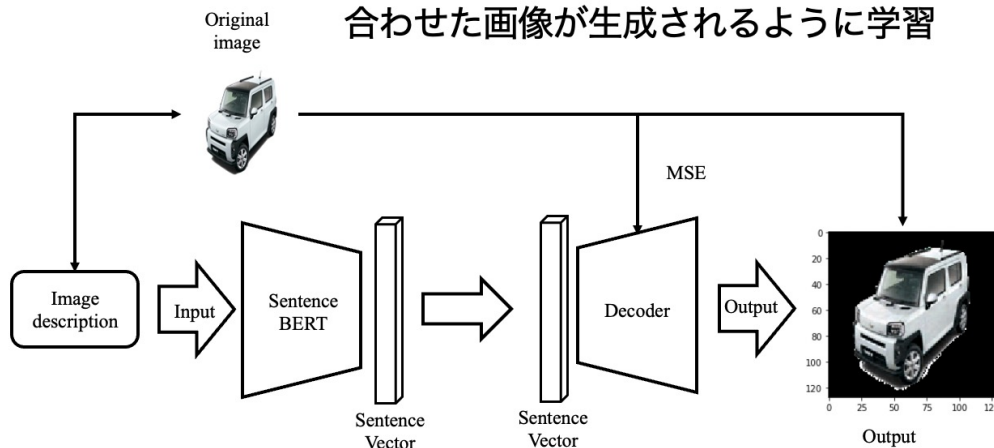 合わせた画像が生成されるように学習
Original
image
MSE
Image
description
Input
Sentence
BERT
Sentence
Vector
Sentence
Vector
Decoder
Output
0
20
40
60
80
100
120
0 25 50 75 100
Output